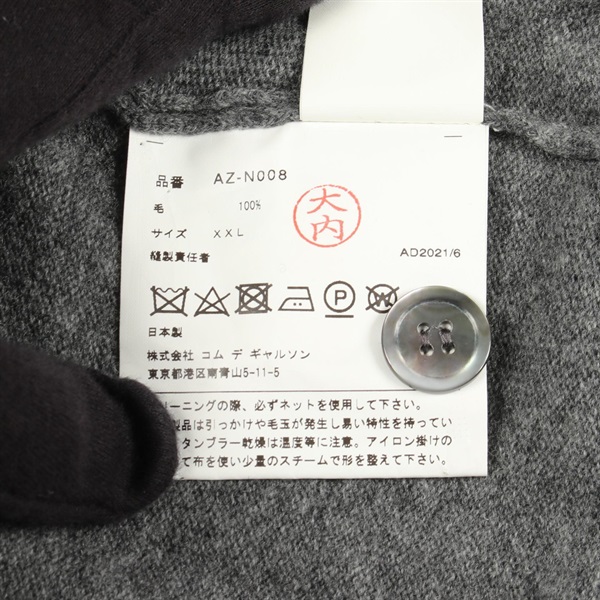 品番 AZ-N008
毛 100%
サイズ XXL
縫製責任者
大内
AD2021/6
P
W
日本製
株式会社 コム デ ギャルソン
東京都港区南青山5-11-5
リーニングの際、必ずネットを使用して下さい。
製品は引っかけや毛玉が発生し易い特性を持ってい
タンブラー乾燥は温度等に注意。アイロン掛けの
て布を使い少量のスチームで形を整えて下さい。